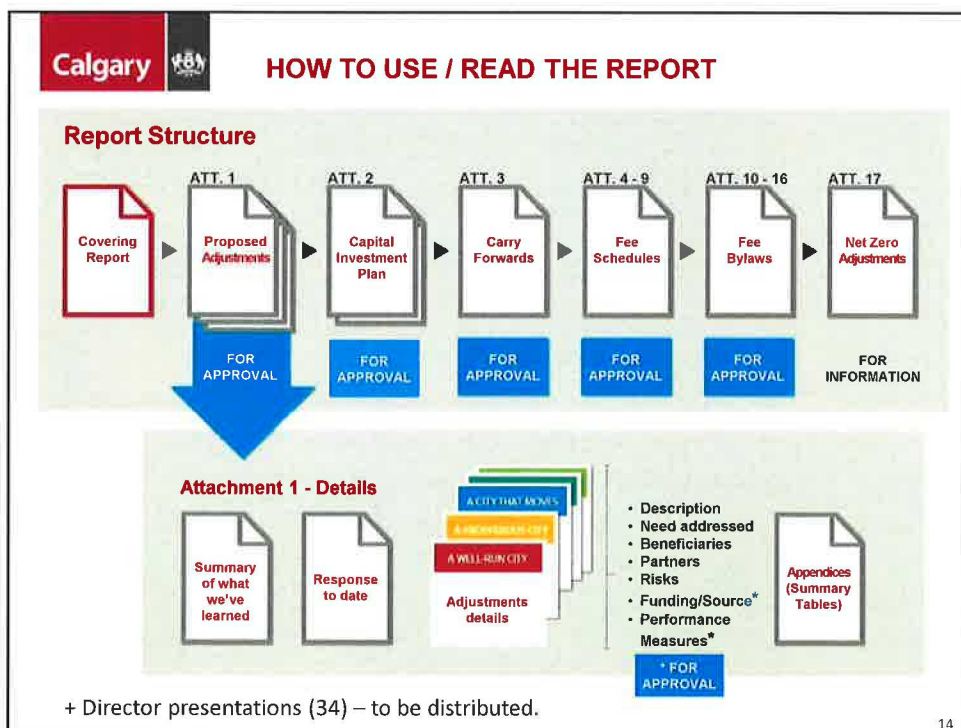 Calgary
HOW TO USE / READ THE REPORT
Report Structure
Covering
Report
ATT. 1
Proposed
Adjustments
ATT. 2
Capital
Investment
Plan
ATT. 3
Carry
Forwards
ATT. 4 - 9
Fee
Schedules
ATT. 10 - 16
Fee
Bylaws
ATT. 17
Net Zero
Adjustments
FOR
APPROVAL
FOR
APPROVAL
FOR
APPROVAL
FOR
APPROVAL
FOR
APPROVAL
FOR
INFORMATION
Attachment 1 - Details
Summary
of what
we've
learned
Response
to date
A CITY THAT MOVES
A PROSPEROUS CITY
A WELL-RUN CITY
Adjustments
details
• Description
• Need addressed
• Beneficiaries
• Partners
• Risks
• Funding/Source*
• Performance
Measures*
* FOR
APPROVAL
Appendices
(Summary
Tables)
+ Director presentations (34) – to be distributed.
14